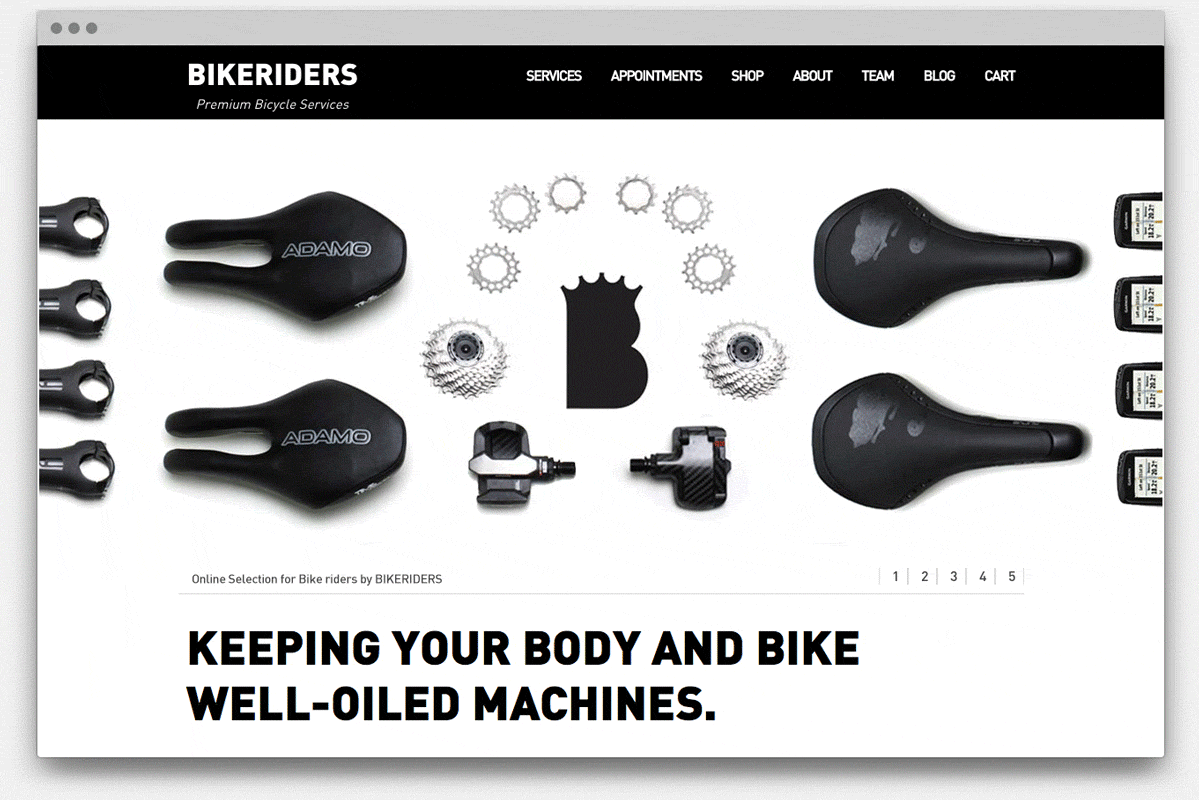 BIKERIDERS
Premium Bicycle Services
SERVICES APPOINTMENTS SHOP ABOUT TEAM BLOG CART
ADAMO
ADAMO
B
Online Selection for Bike riders by BIKERIDERS
1 2 3 4 5
KEEPING YOUR BODY AND BIKE
WELL-OILED MACHINES.